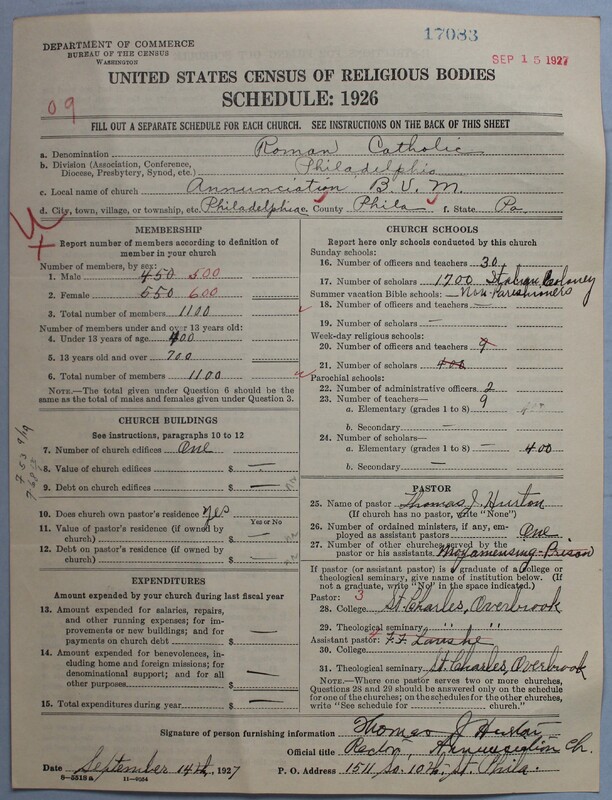 17083
DEPARTMENT OF COMMERCE
BUREAU OF THE CENSUS
WASHINGTON
SEP 15 1927
UNITED STATES CENSUS OF RELIGIOUS BODIES
SCHEDULE: 1926
09
FILL OUT A SEPARATE SCHEDULE FOR EACH CHURCH. SEE INSTRUCTIONS ON THE BACK OF THIS SHEET
a. Denomination Roman Catholic
b. Division (Association, Conference, Diocese, Presbytery, Synod, etc.) Philadelphia
c. Local name of church Annunciation B.V.M.
d. City, town, village, or township, etc. Philadelphia e. County Phila f. State Pa.
MEMBERSHIP
Report number of members according to definition of
member in your church
Number of members, by sex:
1. Male 450 500
2. Female 550 600
3. Total number of members 1100
Number of members under and over 13 years old:
4. Under 13 years of age 400
5. 13 years old and over 700
6. Total number of members 1100
NOTE.—The total given under Question 6 should be the
same as the total of males and females given under Question 3.
CHURCH BUILDINGS
See instructions, paragraphs 10 to 12
7. Number of church edifices One
8. Value of church edifices $ —
9. Debt on church edifices $ —
10. Does church own pastor's residence? Yes
Yes or No
11. Value of pastor's residence (if owned by
church) $ —
12. Debt on pastor's residence (if owned by
church) $ —
EXPENDITURES
Amount expended by your church during last fiscal year
13. Amount expended for salaries, repairs,
and other running expenses; for im-
provements or new buildings; and for
payments on church debt $ —
14. Amount expended for benevolences,
including home and foreign missions; for
denominational support; and for all
other purposes $ —
15. Total expenditures during year $ —
CHURCH SCHOOLS
Report here only schools conducted by this church
Sunday schools:
16. Number of officers and teachers 30
17. Number of scholars 1700 Italian Coloney
Summer vacation Bible schools: — Non-Parishioners
18. Number of officers and teachers —
19. Number of scholars —
Week-day religious schools:
20. Number of officers and teachers 9
21. Number of scholars 400
Parochial schools:
22. Number of administrative officers 2
23. Number of teachers— 9
a. Elementary (grades 1 to 8)
b. Secondary —
24. Number of scholars—
a. Elementary (grades 1 to 8) — 400
b. Secondary —
PASTOR
25. Name of pastor Thomas J. Hurton
(If church has no pastor, write "None")
26. Number of ordained ministers, if any, em-
ployed as assistant pastors One
27. Number of other churches served by the
pastor or his assistants. Moyamensing Prison
If pastor (or assistant pastor) is a graduate of a college or
theological seminary, give name of institution below. (If
not a graduate, write "No" in the space indicated.)
Pastor: 3
28. College St. Charles, Overbrook
29. Theological seminary " " "
Assistant pastor:
30. College
31. Theological seminary St. Charles, Overbrook
NOTE.—Where one pastor serves two or more churches,
Questions 28 and 29 should be answered only on the schedule
for one of the churches; on the schedules for the other churches,
write "See schedule for church."
Signature of person furnishing information Thomas J Hurton
Official title Rector, Annunciation Ch.
Date September 14th, 1927 P. O. Address 1511 So. 10th. St. Phila.
9-5518a 11-9264